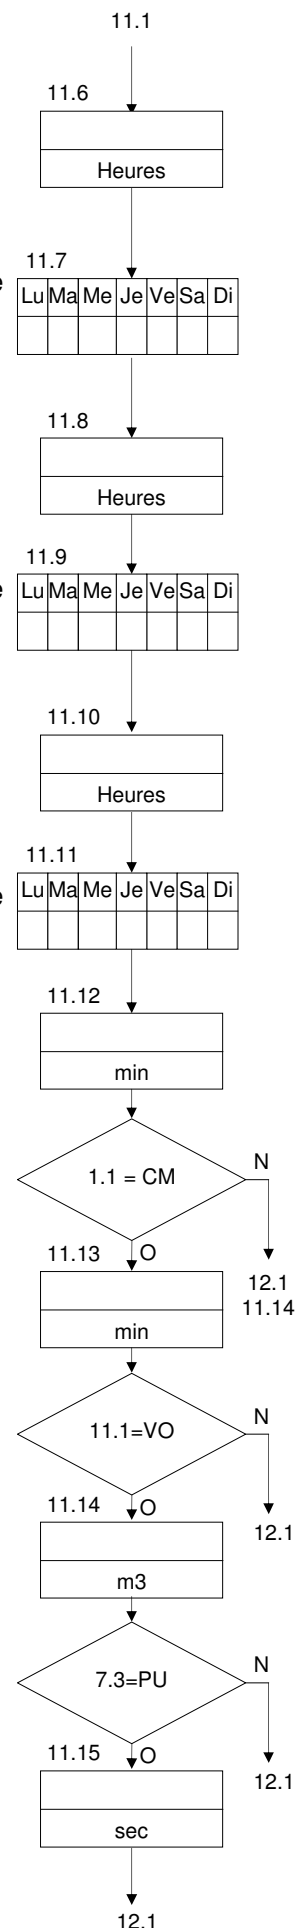 11.1
11.6
Heures
11.7
e
Lu Ma Me Je Ve Sa Di
11.8
Heures
11.9
e
Lu Ma Me Je Ve Sa Di
11.10
Heures
11.11
e
Lu Ma Me Je Ve Sa Di
11.12
min
1.1 = CM
N
12.1
11.14
O
11.13
min
11.1=VO
N
12.1
O
11.14
m3
7.3=PU
N
12.1
O
11.15
sec
12.1